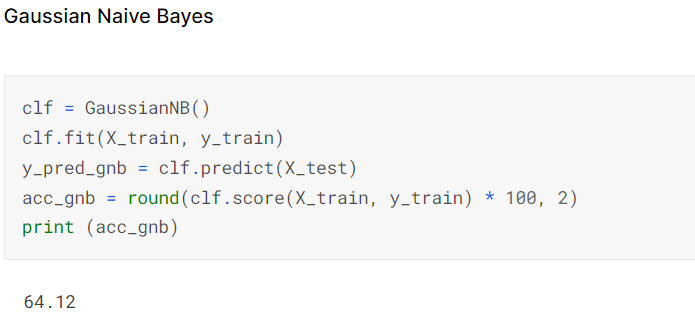 Gaussian Naive Bayes
clf = GaussianNB()
clf.fit(X_train, y_train)
y_pred_gnb = clf.predict(X_test)
acc_gnb = round(clf.score(X_train, y_train) * 100, 2)
print (acc_gnb)
64.12